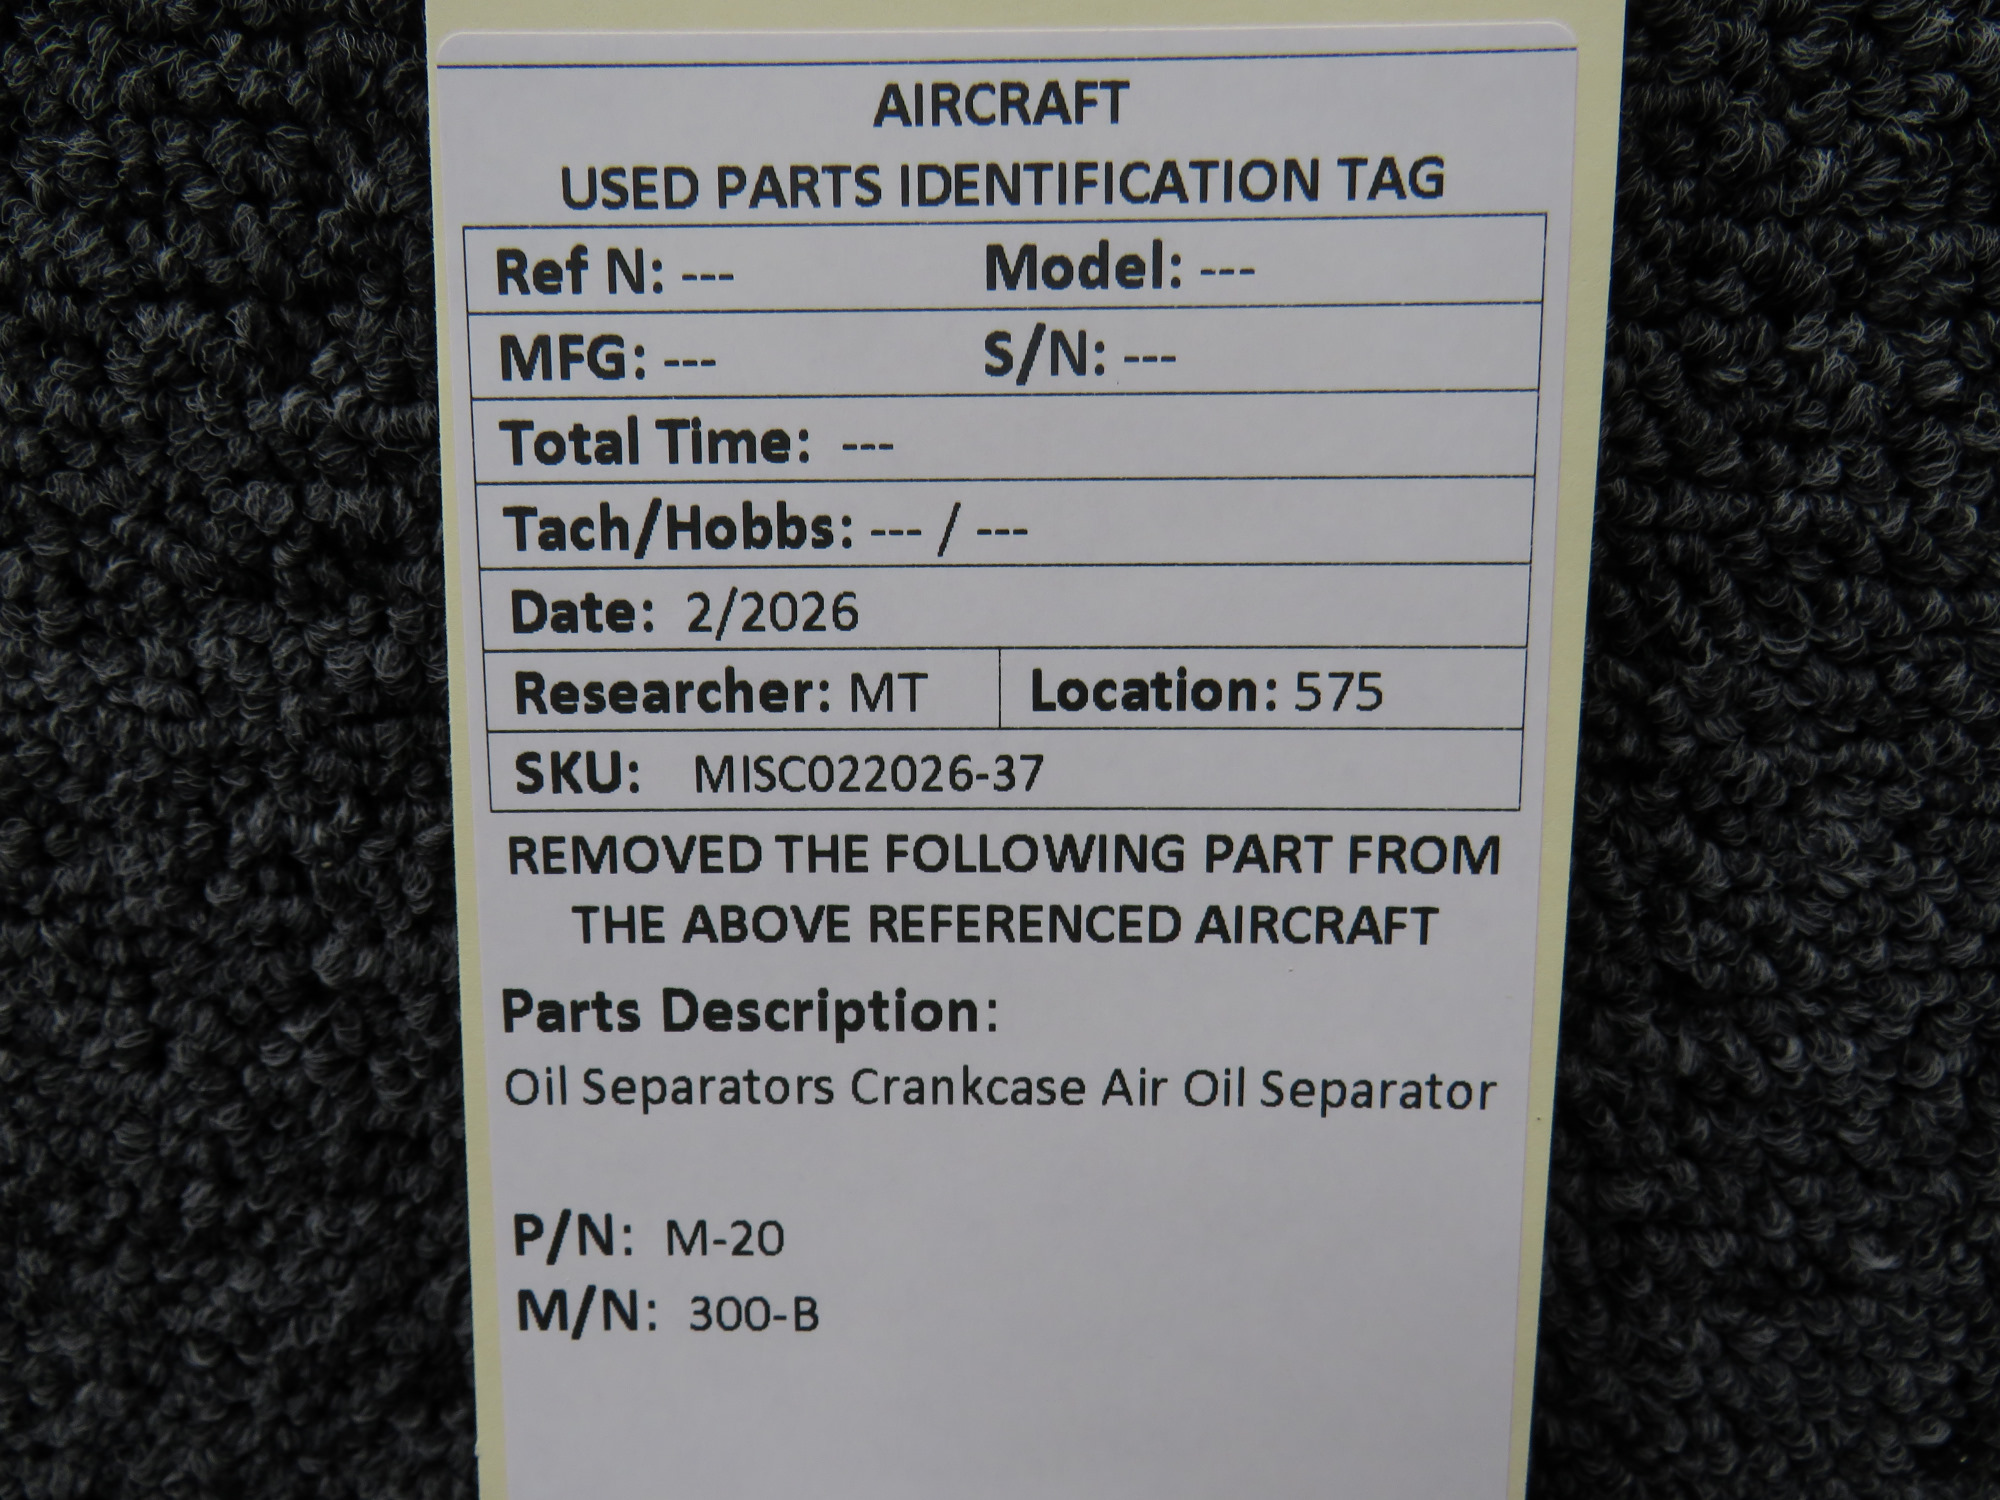 AIRCRAFT
USED PARTS IDENTIFICATION TAG
Ref N: --- Model: ---
MFG: --- S/N: ---
Total Time: ---
Tach/Hobbs: --- / ---
Date: 2/2026
Researcher: MT Location: 575
SKU: MISC022026-37
REMOVED THE FOLLOWING PART FROM
THE ABOVE REFERENCED AIRCRAFT
Parts Description:
Oil Separators Crankcase Air Oil Separator
P/N: M-20
M/N: 300-B